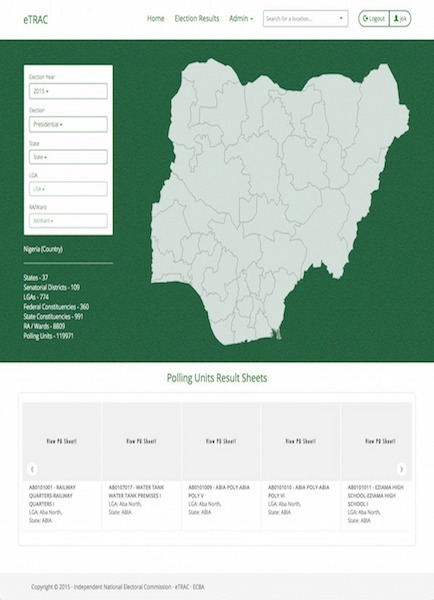 eTRAC
Home Election Results Admin Search for a location... Logout jok
Election Year
2015
Election
Presidential
State
State
LGA
LGA
RA/Ward
RA/Ward
Nigeria (Country)
States - 37
Senatorial Districts - 109
LGAs - 774
Federal Constituencies - 360
State Constituencies - 991
RA / Wards - 8809
Polling Units - 119971
Polling Units Result Sheets
View PU Sheet! View PU Sheet! View PU Sheet! View PU Sheet! View PU Sheet!
AB0101001 - RAILWAY
QUARTERS-RAILWAY
QUARTERS I
LGA: Aba North,
State: ABIA
AB0107017 - WATER TANK
WATER TANK PREMISES I
LGA: Aba North,
State: ABIA
AB0101009 - ABIA POLY-ABIA
POLY V
LGA: Aba North,
State: ABIA
AB0101010 - ABIA POLY-ABIA
POLY VI
LGA: Aba North,
State: ABIA
AB0101011 - EZIAMA HIGH
SCHOOL-EZIAMA HIGH
SCHOOL I
LGA: Aba North,
State: ABIA
Copyright © 2015 - Independent National Electoral Commission - eTRAC - EC8A